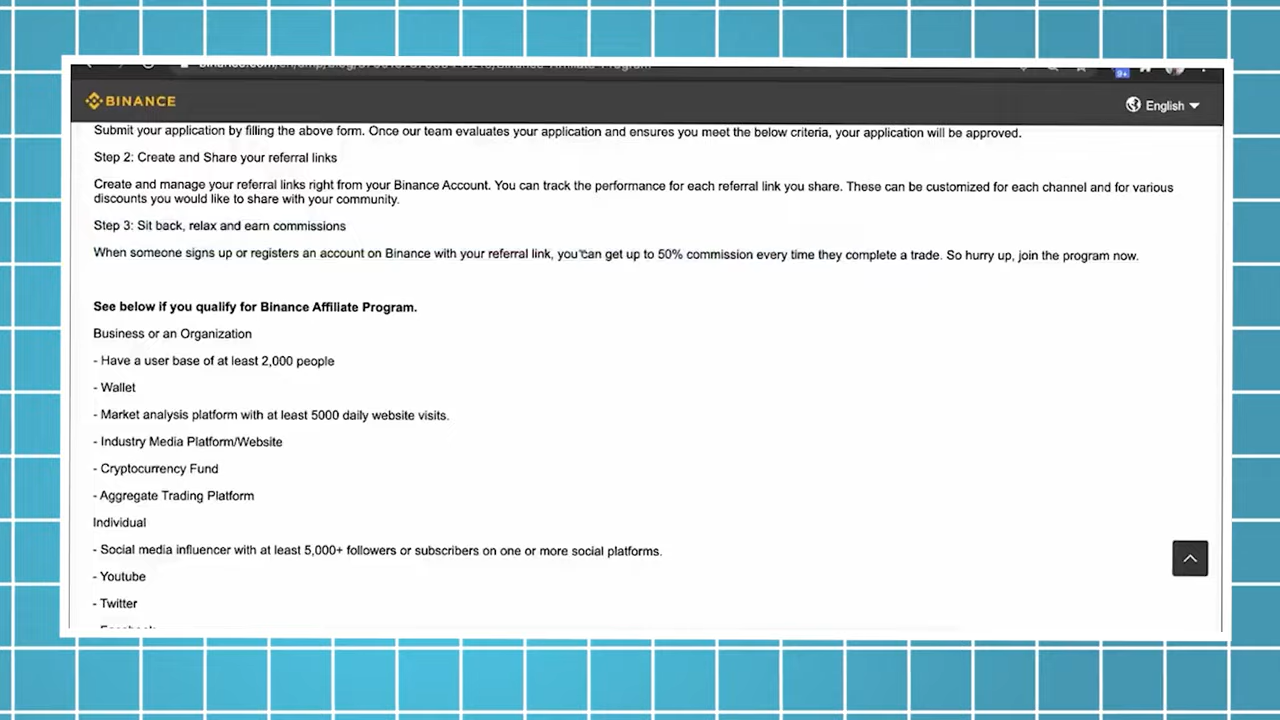 BINANCE
English
Submit your application by filling the above form. Once our team evaluates your application and ensures you meet the below criteria, your application will be approved.
Step 2: Create and Share your referral links
Create and manage your referral links right from your Binance Account. You can track the performance for each referral link you share. These can be customized for each channel and for various
discounts you would like to share with your community.
Step 3: Sit back, relax and earn commissions
When someone signs up or registers an account on Binance with your referral link, you can get up to 50% commission every time they complete a trade. So hurry up, join the program now.
See below if you qualify for Binance Affiliate Program.
Business or an Organization
- Have a user base of at least 2,000 people
- Wallet
- Market analysis platform with at least 5000 daily website visits.
- Industry Media Platform/Website
- Cryptocurrency Fund
- Aggregate Trading Platform
Individual
- Social media influencer with at least 5,000+ followers or subscribers on one or more social platforms.
- Youtube
- Twitter